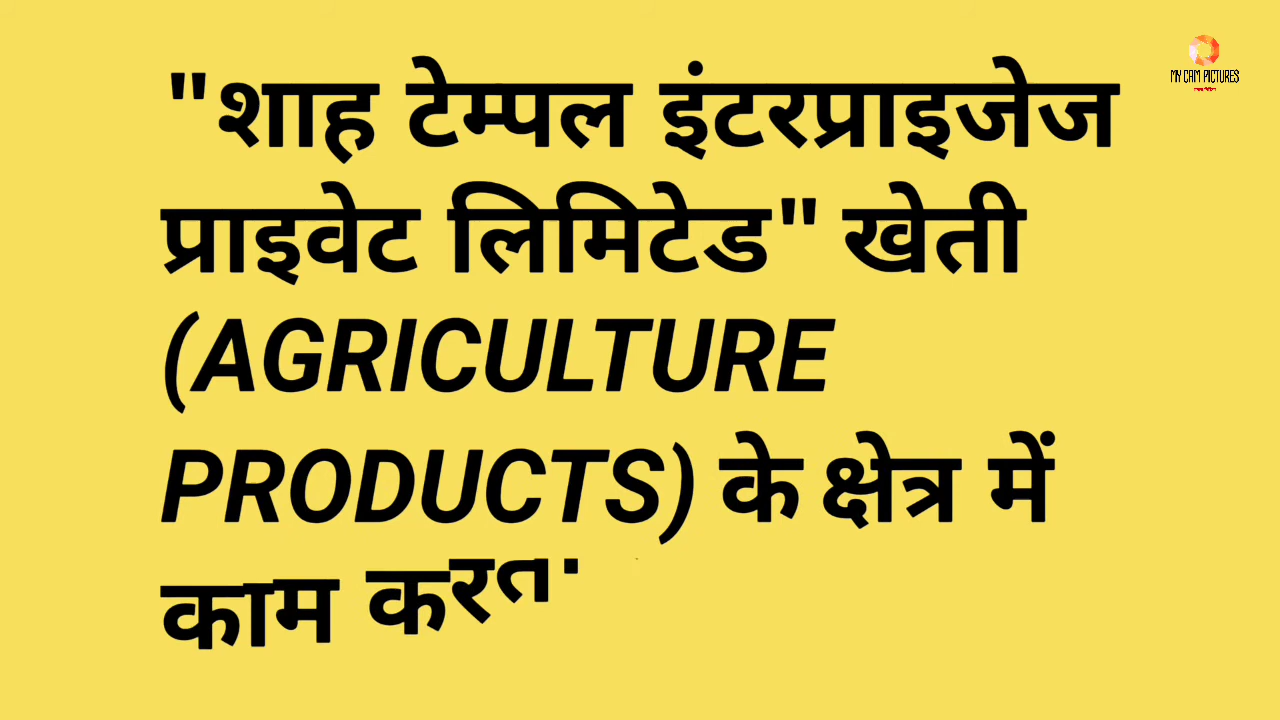 MY CAM PICTURES
"शाह टेम्पल इंटरप्राइजेज
प्राइवेट लिमिटेड" खेती
(AGRICULTURE
PRODUCTS) के क्षेत्र में
काम